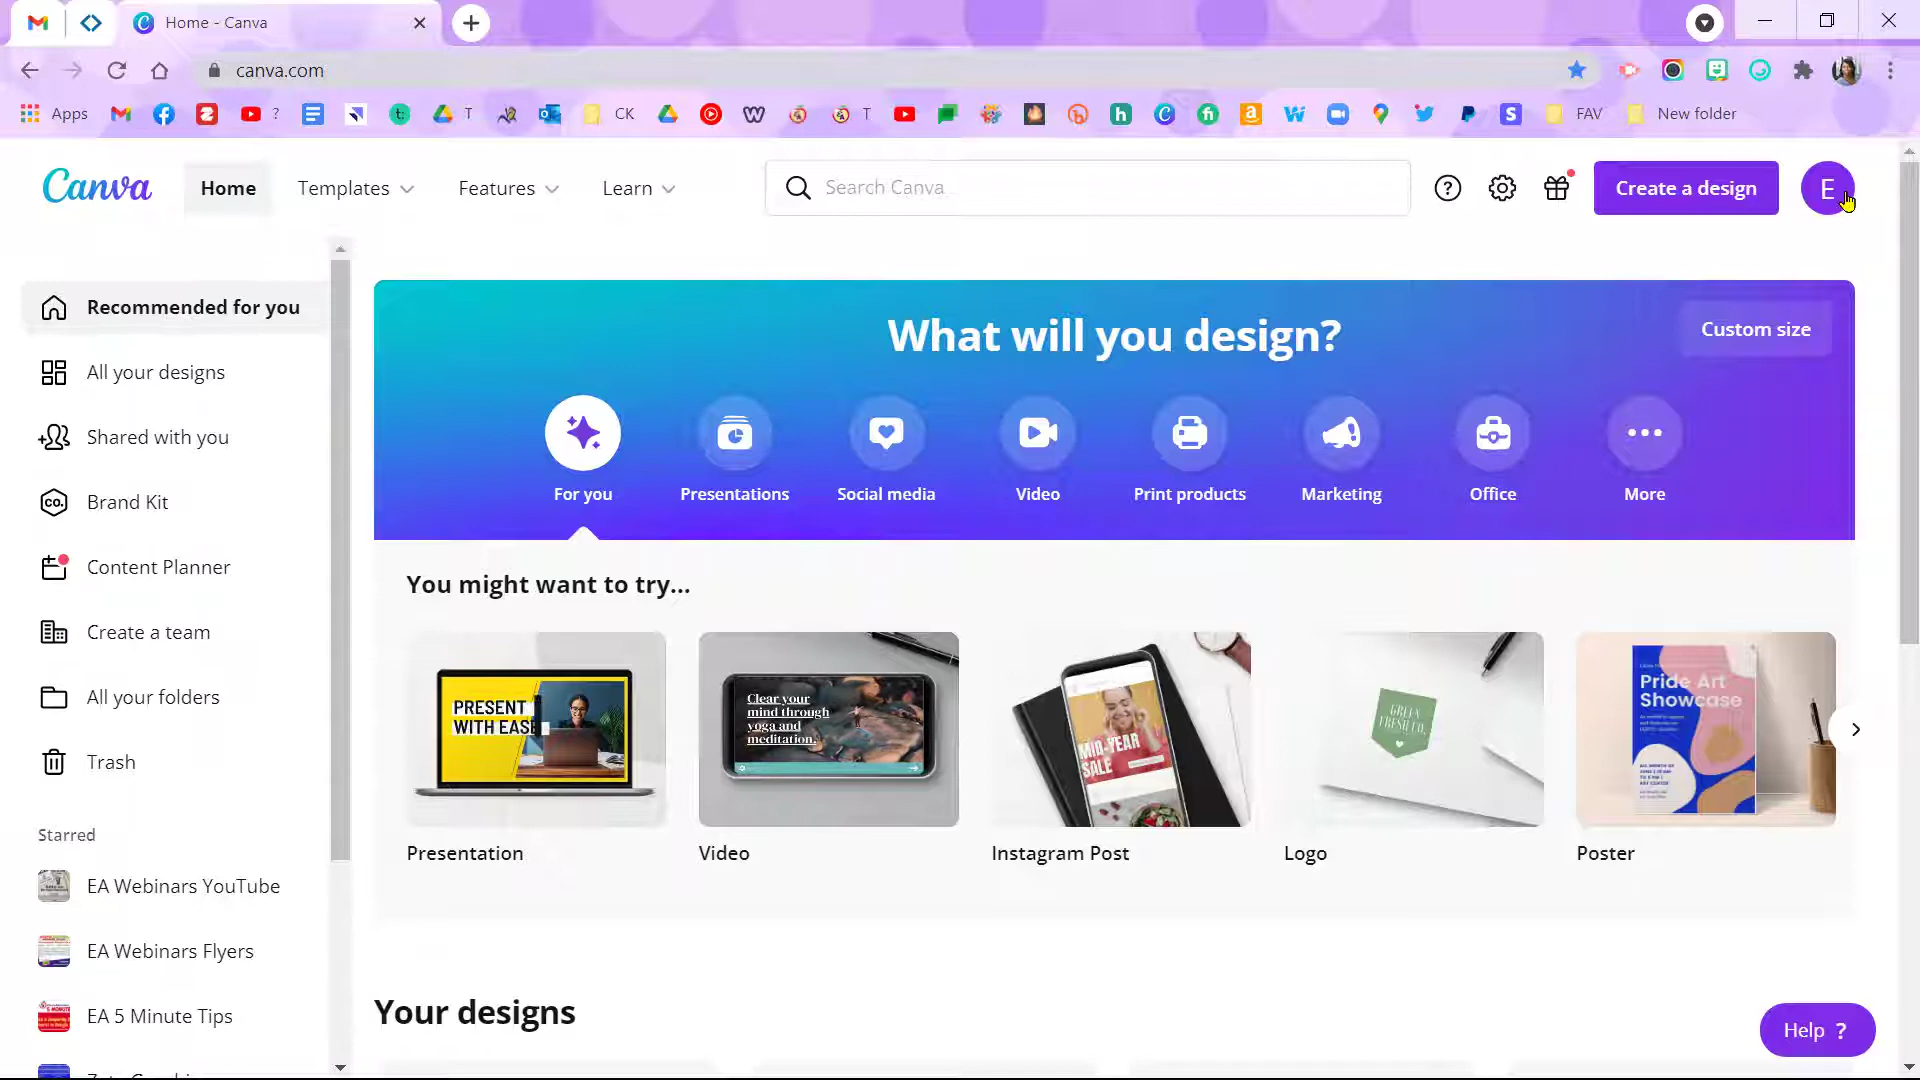 Home - Canva
canva.com
Apps
?
T
CK
T
FAV
New folder
Canva
Home
Templates
Features
Learn
Search Canva
Create a design
E
Recommended for you
All your designs
Shared with you
CO.
Brand Kit
Content Planner
Create a team
All your folders
Trash
Starred
EA Webinars YouTube
EA Webinars Flyers
EA 5 Minute Tips
What will you design?
Custom size
For you
Presentations
Social media
Video
Print products
Marketing
Office
More
You might want to try...
PRESENT
WITH EASE
Clear your
mind through
yoga and
meditation.
MID-YEAR
SALE
GREEN
FRESH CO.
Pride Art
Showcase
Presentation
Video
Instagram Post
Logo
Poster
Your designs
Help ?